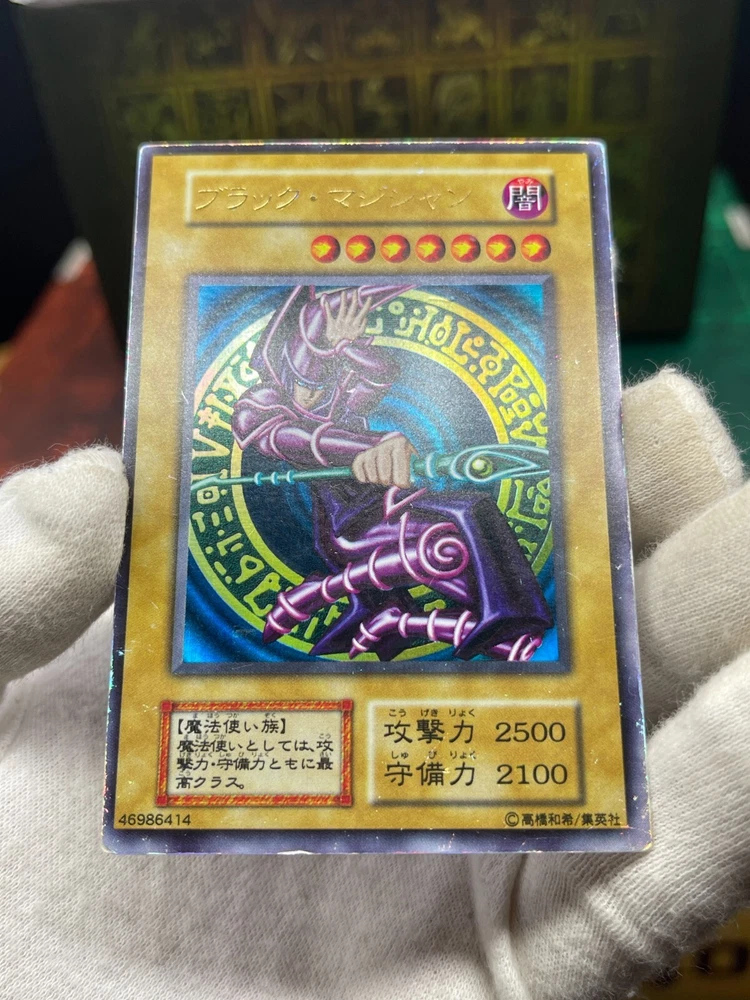 ブラック・マジシャン
やみ
闇
【魔法使い族】
魔法使いとしては、攻
撃力・守備力ともに最
高クラス。
こう げき りょく
攻撃力 2500
しゅ び りょく
守備力 2100
46986414
©高橋和希/集英社